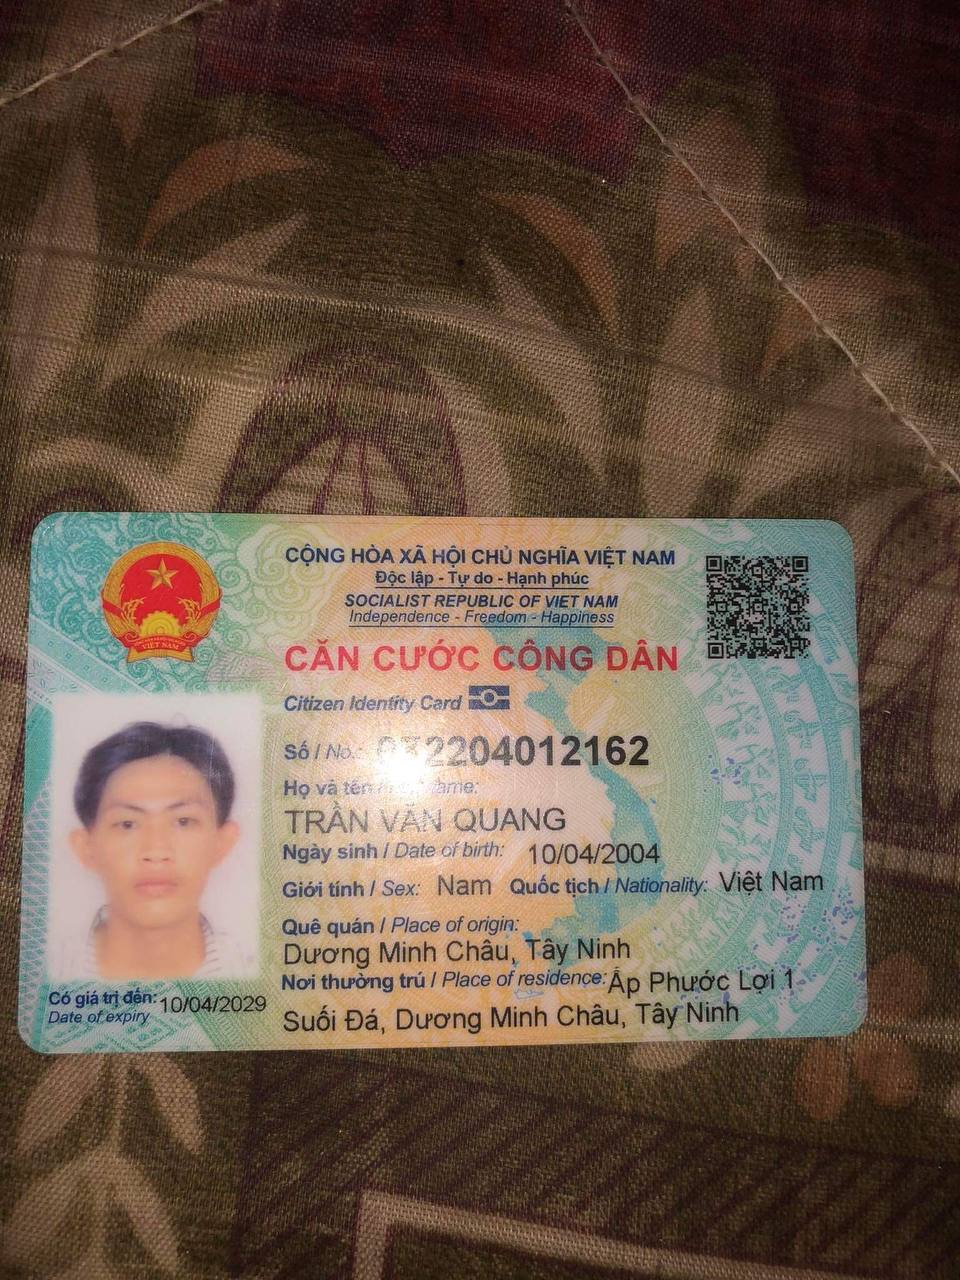 CỘNG HÒA XÃ HỘI CHỦ NGHĨA VIỆT NAM
Độc lập - Tự do - Hạnh phúc
SOCIALIST REPUBLIC OF VIET NAM
Independence - Freedom - Happiness
CĂN CƯỚC CÔNG DÂN
Citizen Identity Card
Số / No.:
Họ và tên
TRẦN VĂN QUANG
Ngày sinh / Date of birth: 10/04/2004
Giới tính / Sex: Nam Quốc tịch / Nationality: Việt Nam
Quê quán / Place of origin:
Dương Minh Châu, Tây Ninh
Nơi thường trú / Place of residence: Ấp Phước Lợi 1
Suối Đá, Dương Minh Châu, Tây Ninh
Có giá trị đến: 10/04/2029
Date of expiry
VIỆT NAM